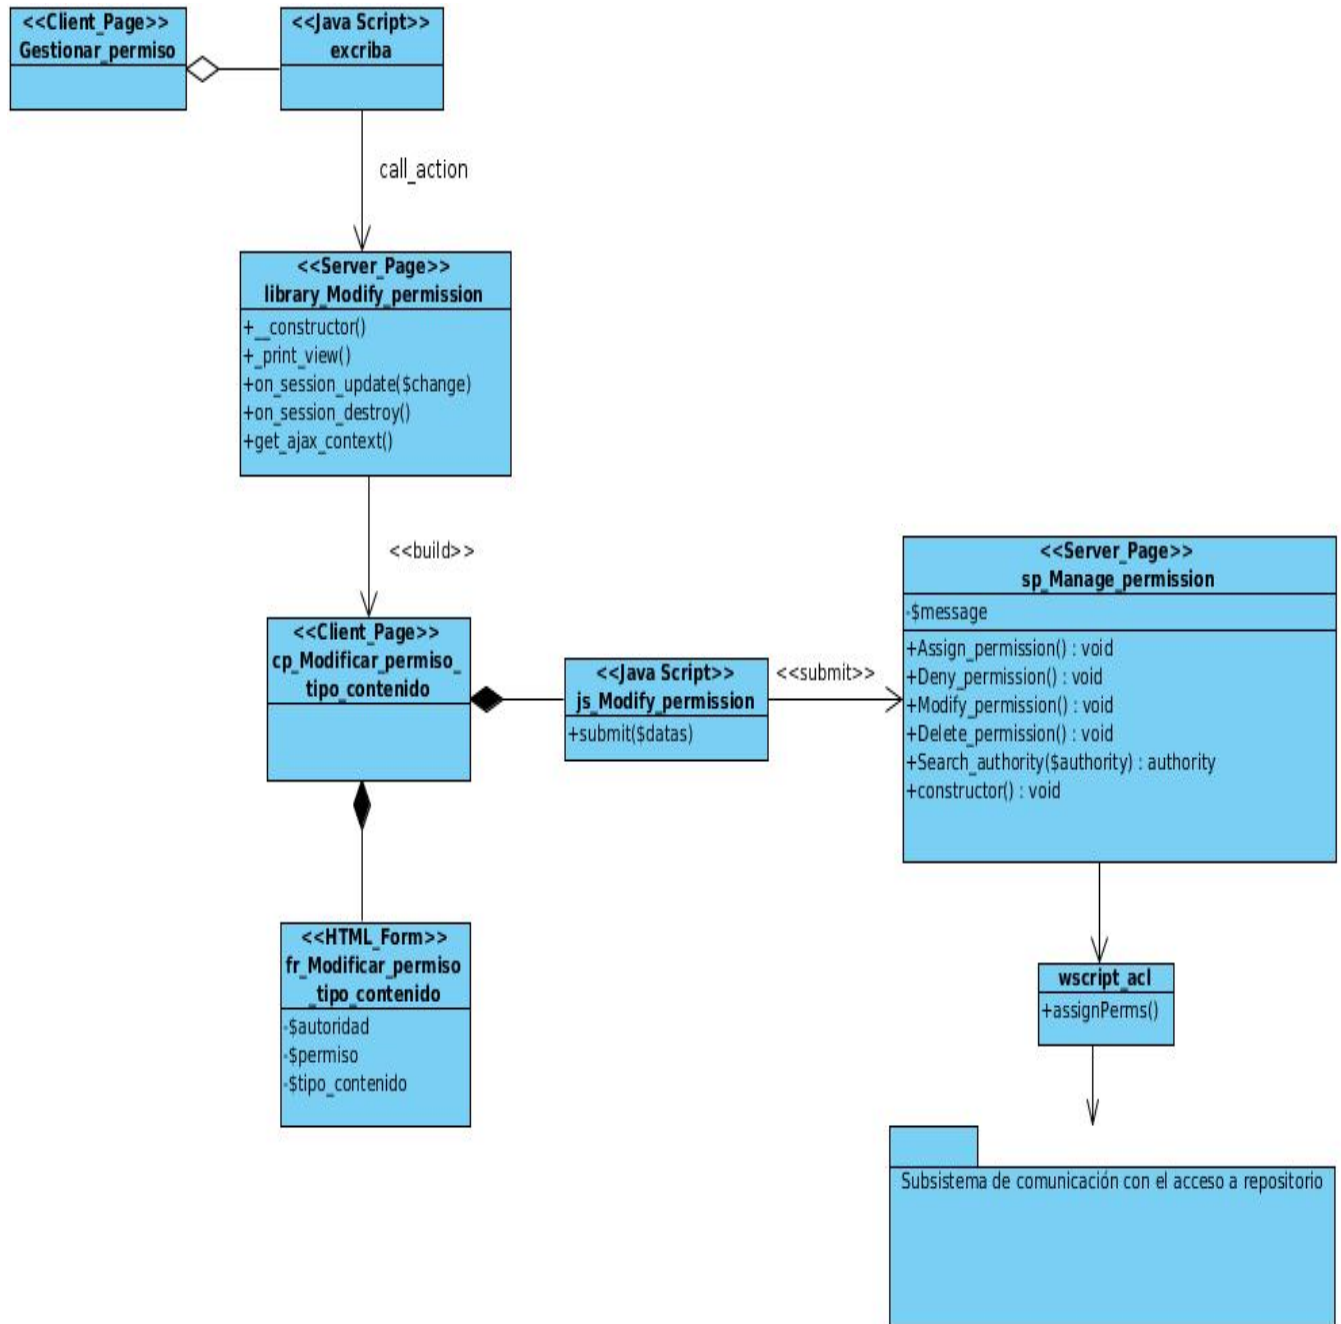 <<Client_Page>>
Gestionar_permiso
<<Java Script>>
excriba
call_action
<<Server_Page>>
library_Modify_permission
+__constructor()
+_print_view()
+on_session_update($change)
+on_session_destroy()
+get_ajax_context()
<<build>>
<<Client_Page>>
cp_Modificar_permiso_
tipo_contenido
<<Java Script>>
js_Modify_permission
+submit($datas)
<<submit>>
<<Server_Page>>
sp_Manage_permission
-$message
+Assign_permission() : void
+Deny_permission() : void
+Modify_permission() : void
+Delete_permission() : void
+Search_authority($authority) : authority
+constructor() : void
<<HTML_Form>>
fr_Modificar_permiso
_tipo_contenido
-$autoridad
-$permiso
-$tipo_contenido
wscript_acl
+assignPerms()
Subsistema de comunicación con el acceso a repositorio